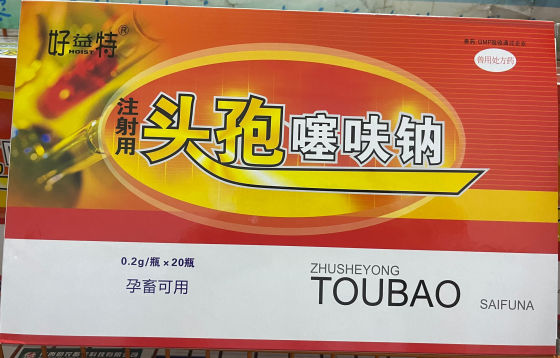 好益特®
HOIST
兽药GMP验收通过企业
兽用处方药
注射用
头孢噻呋钠
0.2g/瓶×20瓶
孕畜可用
ZHUSHEYONG
TOUBAO SAIFUNA